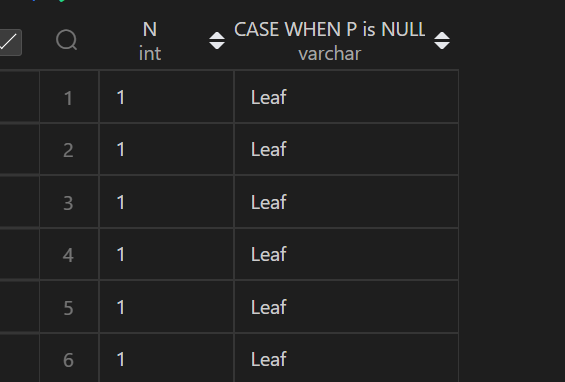 N CASE WHEN P is NULL
int varchar
1 1 Leaf
2 1 Leaf
3 1 Leaf
4 1 Leaf
5 1 Leaf
6 1 Leaf